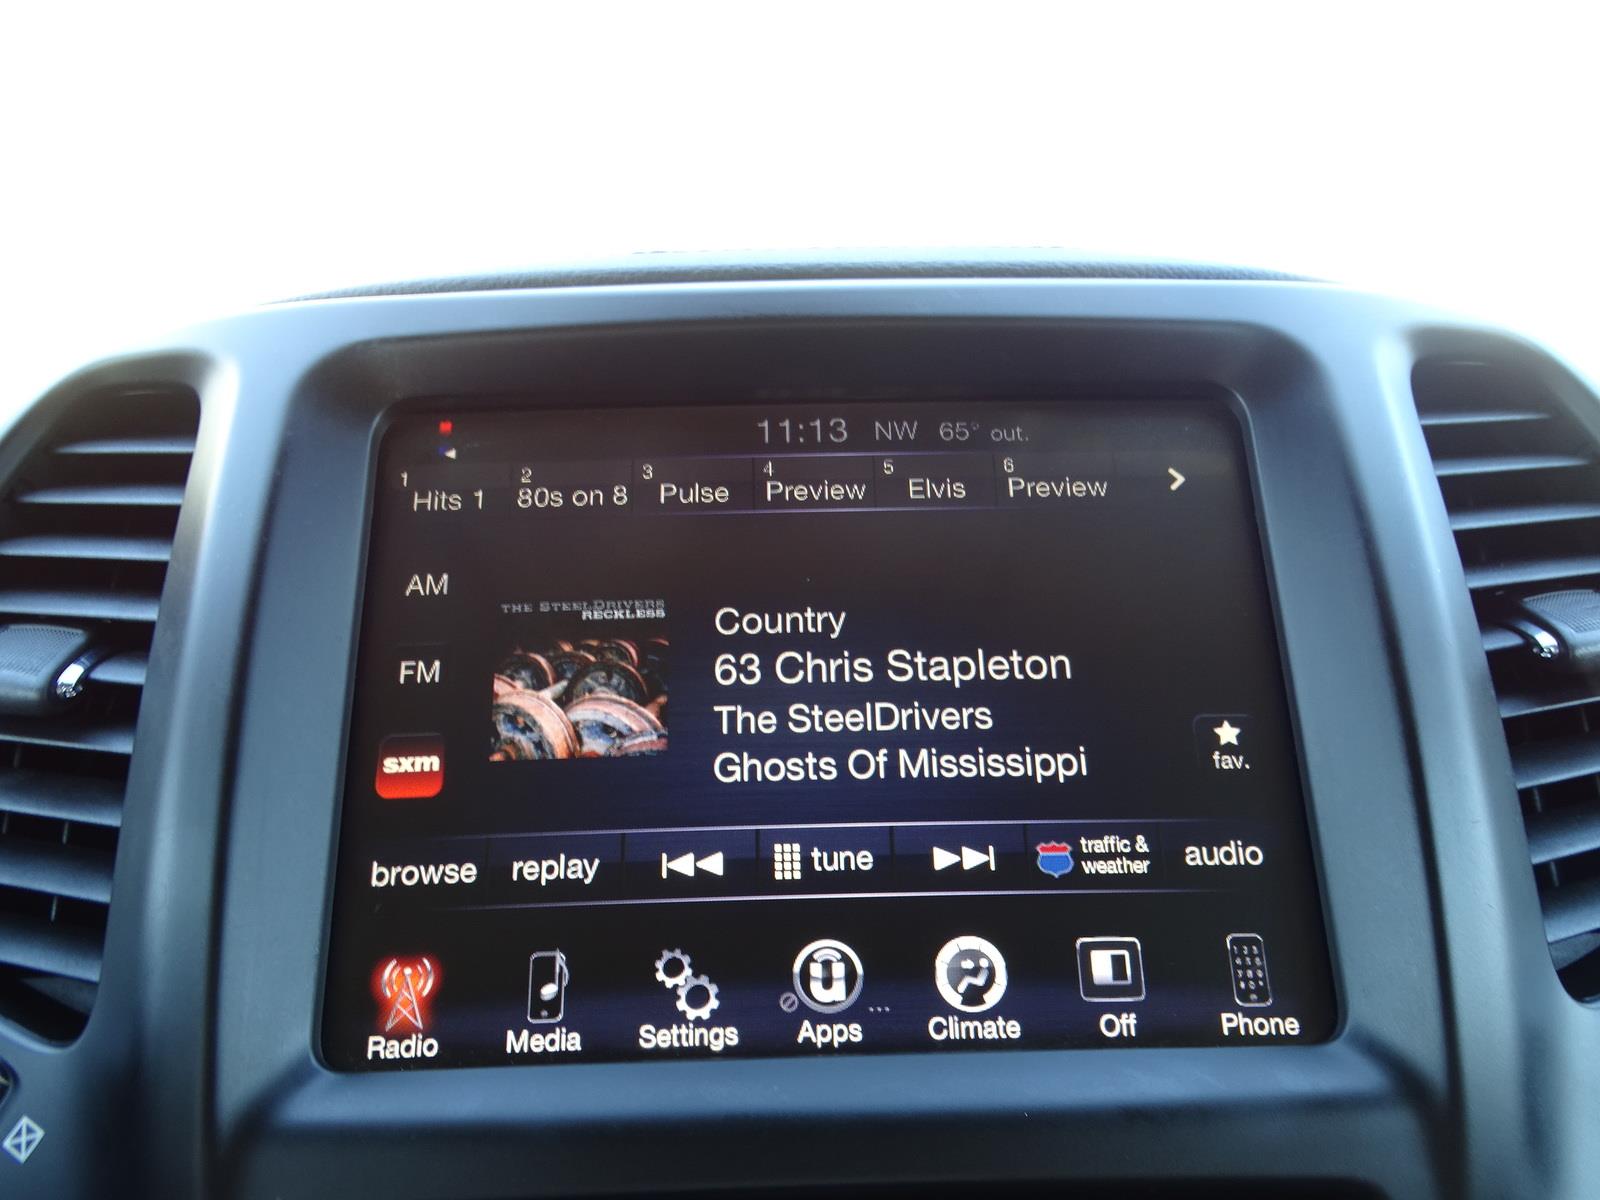 11:13 NW 65° out.
1 Hits 1 2 80s on 8 3 Pulse 4 Preview 5 Elvis 6 Preview
AM
FM
sxm
THE STEELDRIVERS
RECKLESS
Country
63 Chris Stapleton
The SteelDrivers
Ghosts Of Mississippi
fav.
browse replay tune traffic & weather audio
Radio Media Settings Apps Climate Off Phone